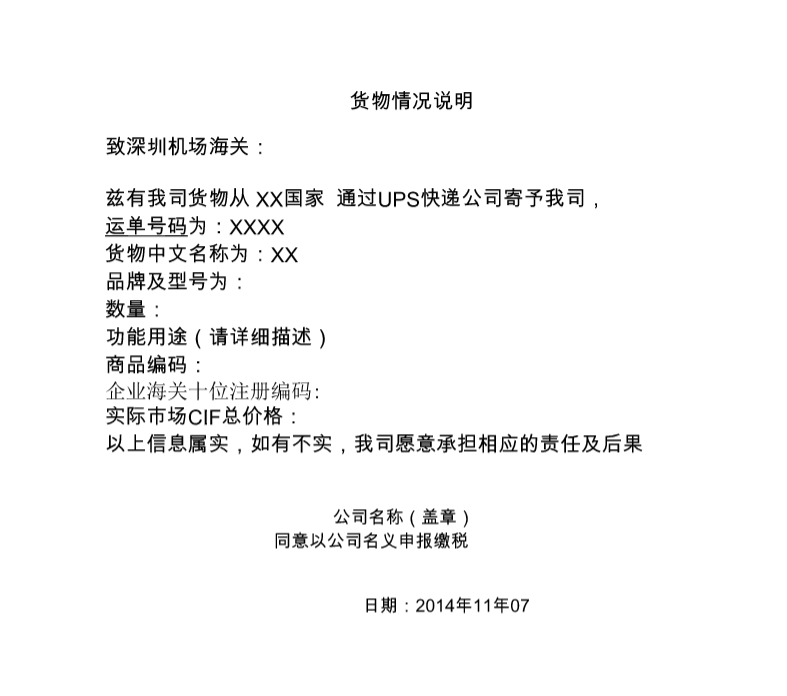 货物情况说明
致深圳机场海关：
兹有我司货物从 XX国家 通过UPS快递公司寄予我司，
运单号码为：XXXX
货物中文名称为：XX
品牌及型号为：
数量：
功能用途（请详细描述）
商品编码：
企业海关十位注册编码:
实际市场CIF总价格：
以上信息属实，如有不实，我司愿意承担相应的责任及后果
公司名称（盖章）
同意以公司名义申报缴税
日期：2014年11年07